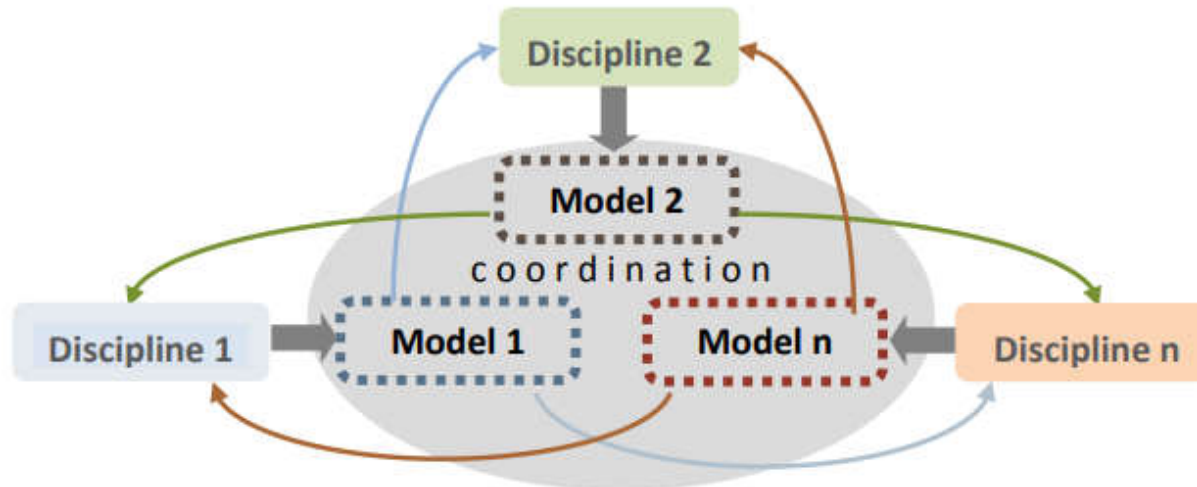 Discipline 2
Model 2
coordination
Discipline 1
Model 1
Model n
Discipline n